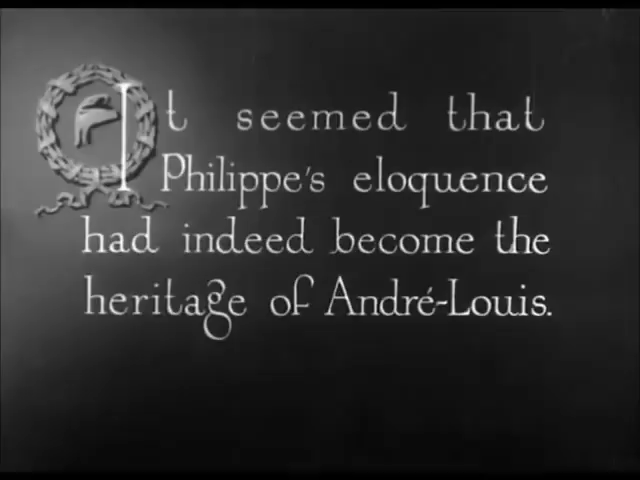 It seemed that
Philippe's eloquence
had indeed become the
heritage of André-Louis.